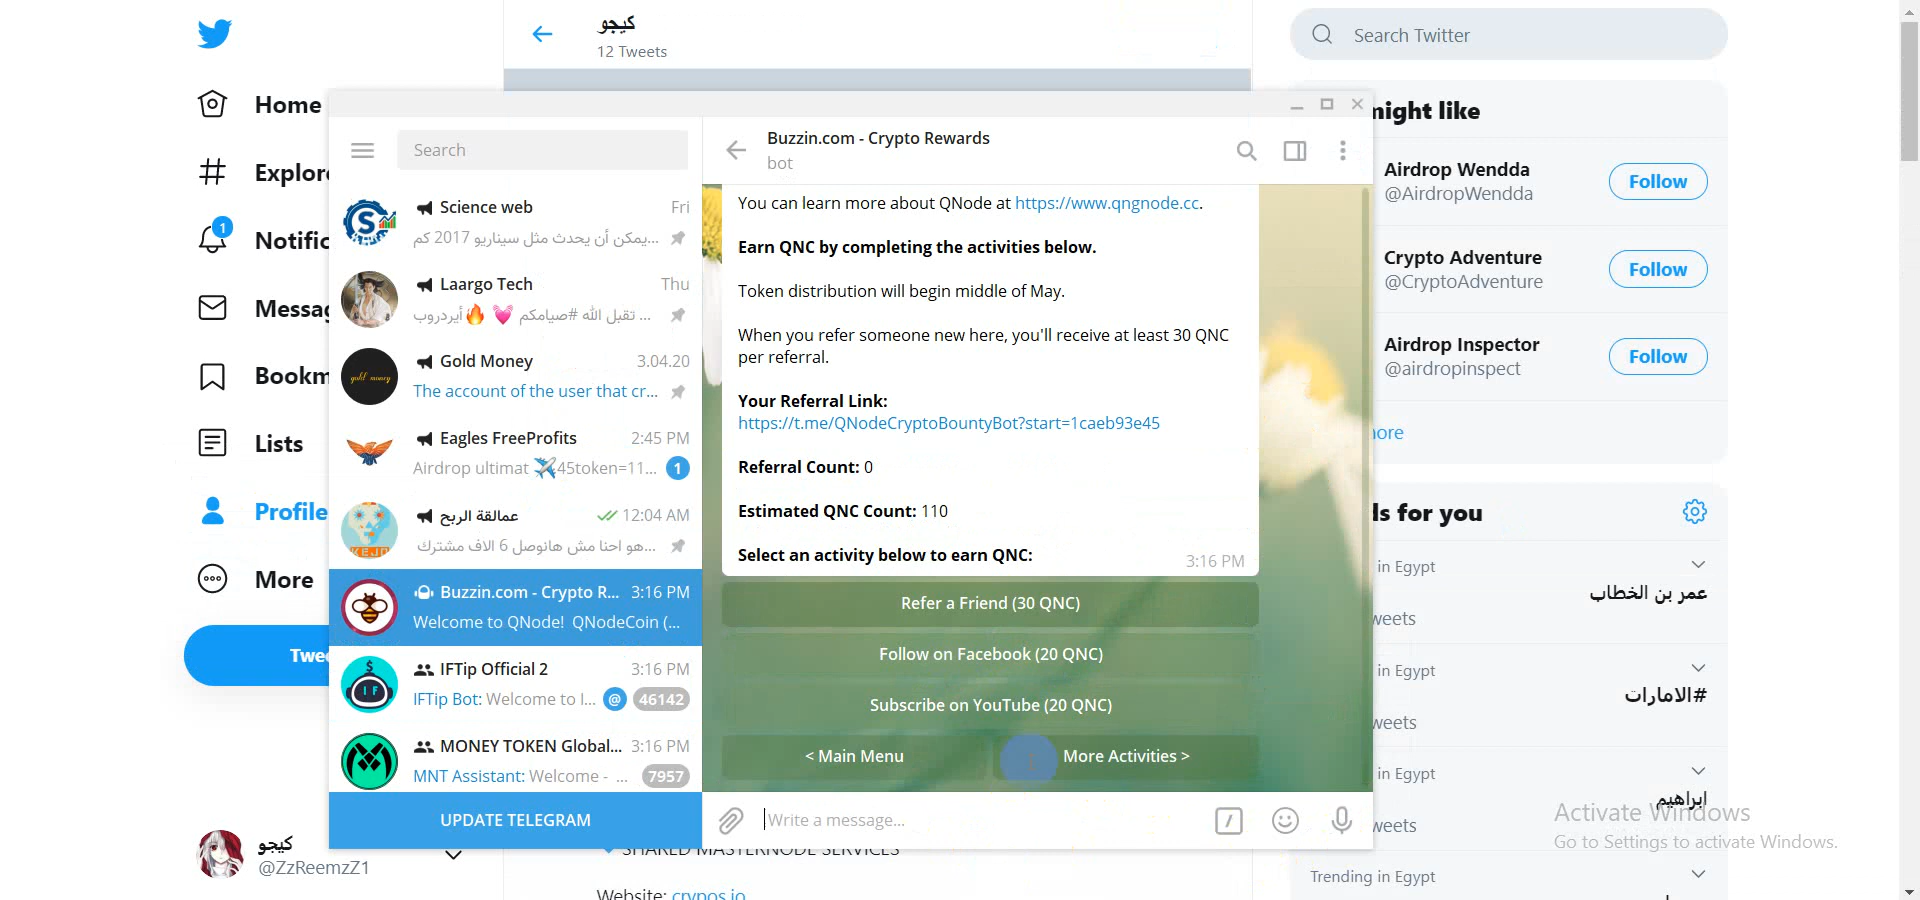 كيجو
12 Tweets
Search Twitter
Home
Explor
1
Notific
Messag
Bookm
Lists
Profile
More
Twee
كيجو
@ZzReemzZ1
Search
Science web
Fri
يمكن أن يحدث مثل سيناريو 2017 كم...
Laargo Tech
Thu
تقبل الله #صيامكم 💓 🔥أيردروب ...
Gold Money
3.04.20
gold money
The account of the user that cr...
Eagles FreeProfits
2:45 PM
Airdrop ultimat ✈️45token=11...
1
عمالقة الربح
12:04 AM
هو احنا مش هانوصل 6 الاف مشترك...
KEJO
Buzzin.com - Crypto R...
3:16 PM
Welcome to QNode! QNodeCoin (...
IFTip Official 2
3:16 PM
IF
IFTip Bot: Welcome to I... @ 46142
MONEY TOKEN Global...
3:16 PM
MNT Assistant: Welcome - ... 7957
UPDATE TELEGRAM
Buzzin.com - Crypto Rewards
bot
You can learn more about QNode at https://www.qngnode.cc.
Earn QNC by completing the activities below.
Token distribution will begin middle of May.
When you refer someone new here, you'll receive at least 30 QNC
per referral.
Your Referral Link:
https://t.me/QNodeCryptoBountyBot?start=1caeb93e45
Referral Count: 0
Estimated QNC Count: 110
Select an activity below to earn QNC:
3:16 PM
Refer a Friend (30 QNC)
Follow on Facebook (20 QNC)
Subscribe on YouTube (20 QNC)
< Main Menu
More Activities >
Write a message...
SHARED MASTERNODE SERVICES
Website: crypos.io
might like
Airdrop Wendda
@AirdropWendda
Follow
Crypto Adventure
@CryptoAdventure
Follow
Airdrop Inspector
@airdropinspect
Follow
ore
ds for you
in Egypt
عمر بن الخطاب
weets
in Egypt
#الامارات
weets
in Egypt
ابراهيم
weets
Trending in Egypt
Activate Windows
Go to Settings to activate Windows.